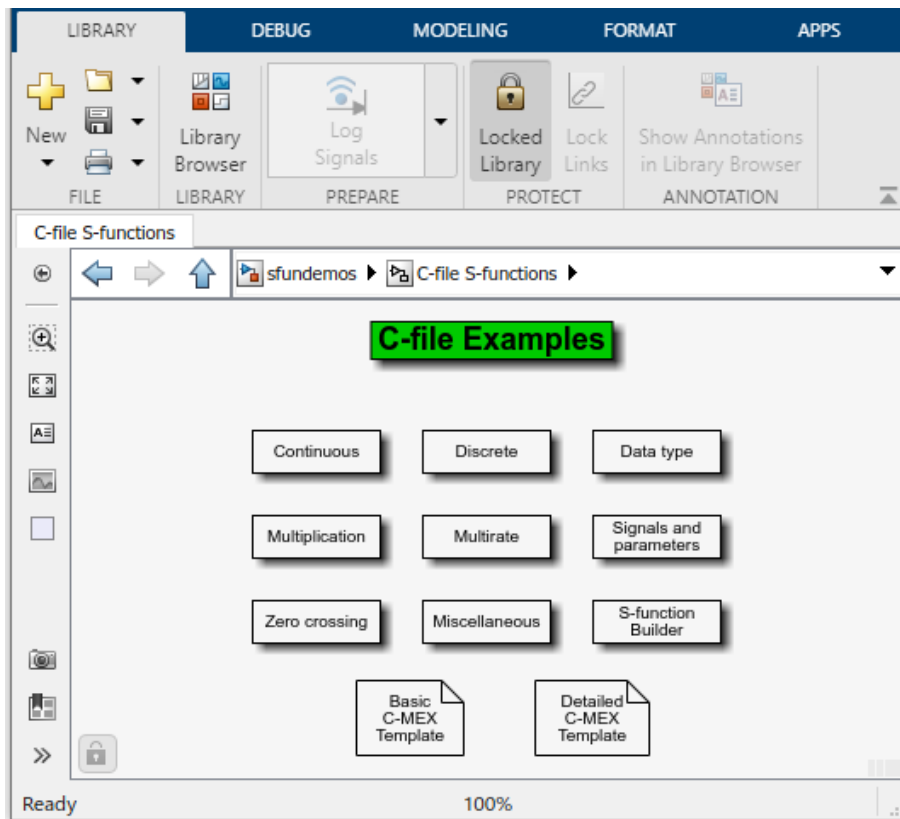 LIBRARY DEBUG MODELING FORMAT APPS
New
Library
Browser
Log
Signals
Locked
Library
Lock
Links
Show Annotations
in Library Browser
FILE LIBRARY PREPARE PROTECT ANNOTATION
C-file S-functions
sfundemos C-file S-functions
C-file Examples
Continuous Discrete Data type
Multiplication Multirate
Signals and
parameters
Zero crossing Miscellaneous
S-function
Builder
Basic
C-MEX
Template
Detailed
C-MEX
Template
Ready 100%